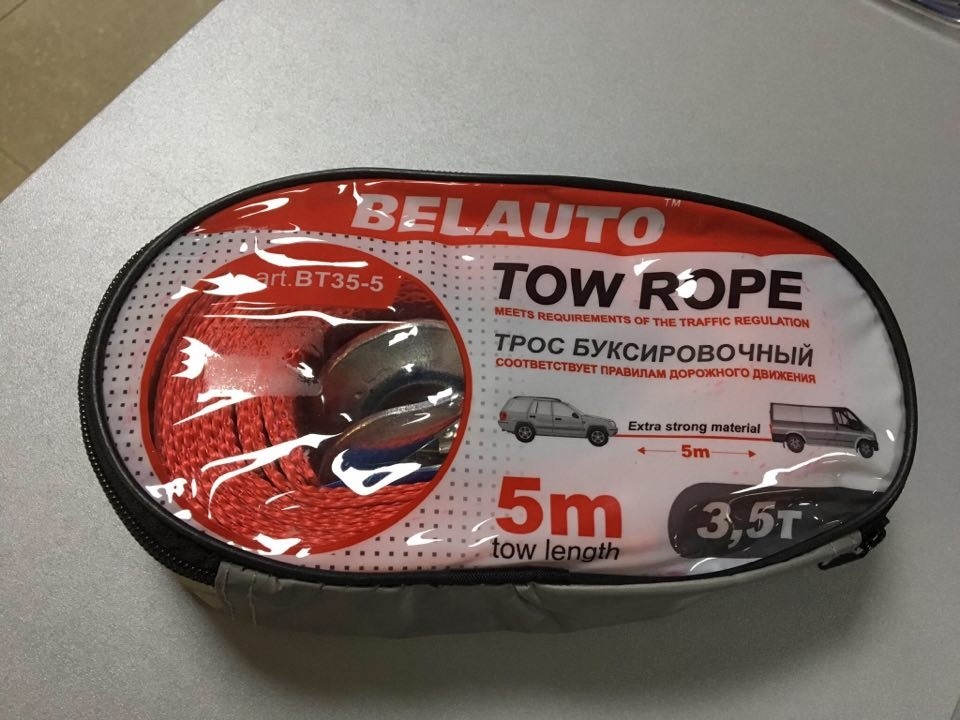 BELAUTO™
art.BT35-5
TOW ROPE
MEETS REQUIREMENTS OF THE TRAFFIC REGULATION
ТРОС БУКСИРОВОЧНЫЙ
СООТВЕТСТВУЕТ ПРАВИЛАМ ДОРОЖНОГО ДВИЖЕНИЯ
Extra strong material
5m
5m
tow length
3,5т